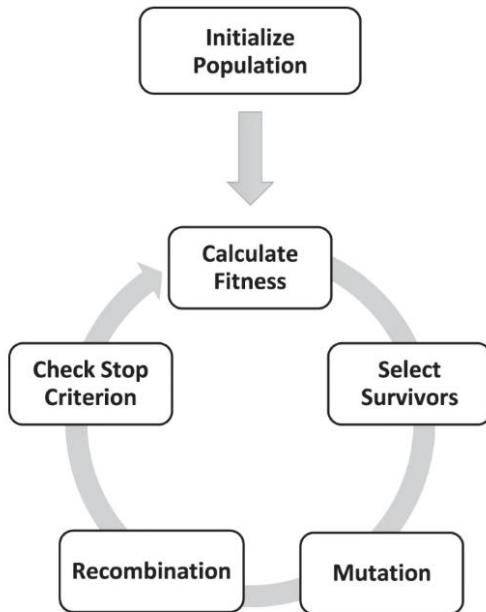 Initialize
Population
Calculate
Fitness
Select
Survivors
Mutation
Recombination
Check Stop
Criterion